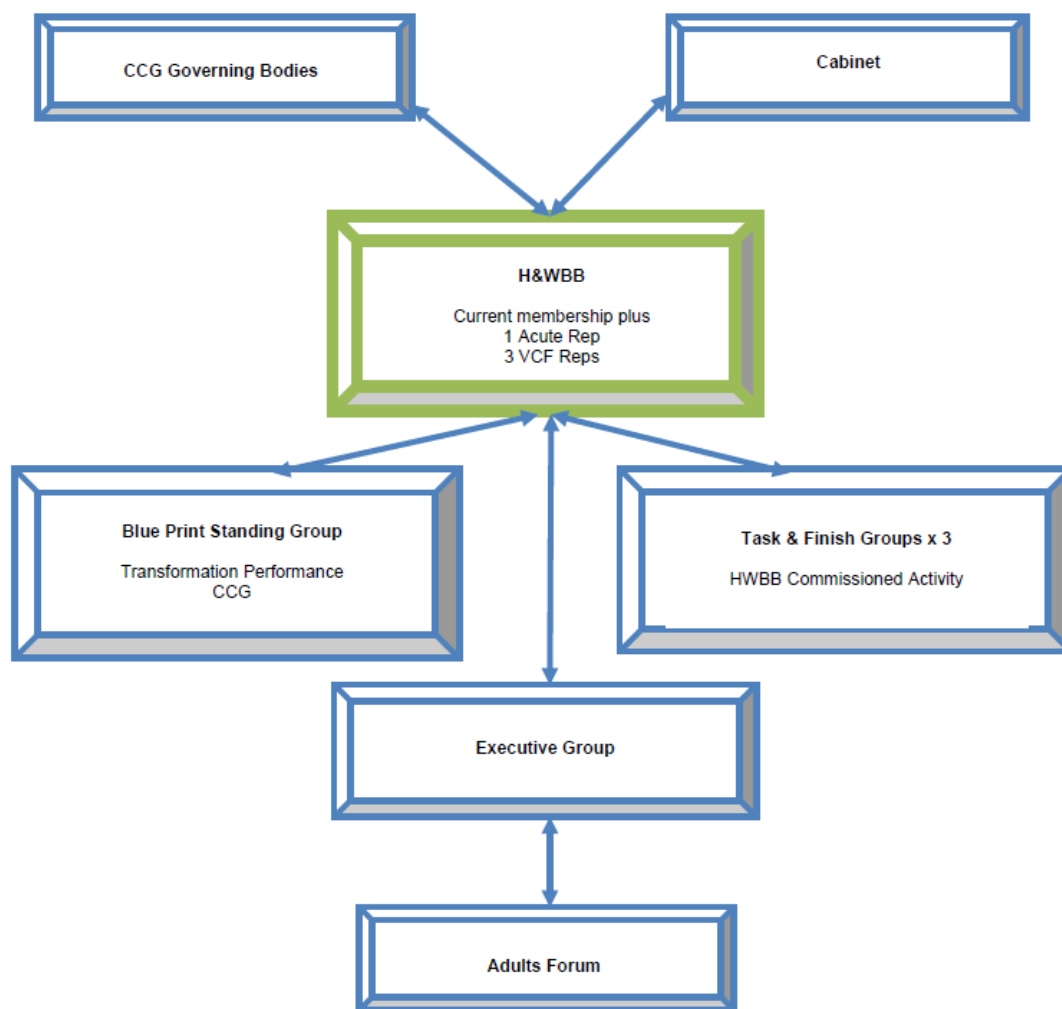 CCG Governing Bodies
Cabinet
H&WBB
Current membership plus
1 Acute Rep
3 VCF Reps
Blue Print Standing Group
Transformation Performance
CCG
Task & Finish Groups x 3
HWBB Commissioned Activity
Executive Group
Adults Forum